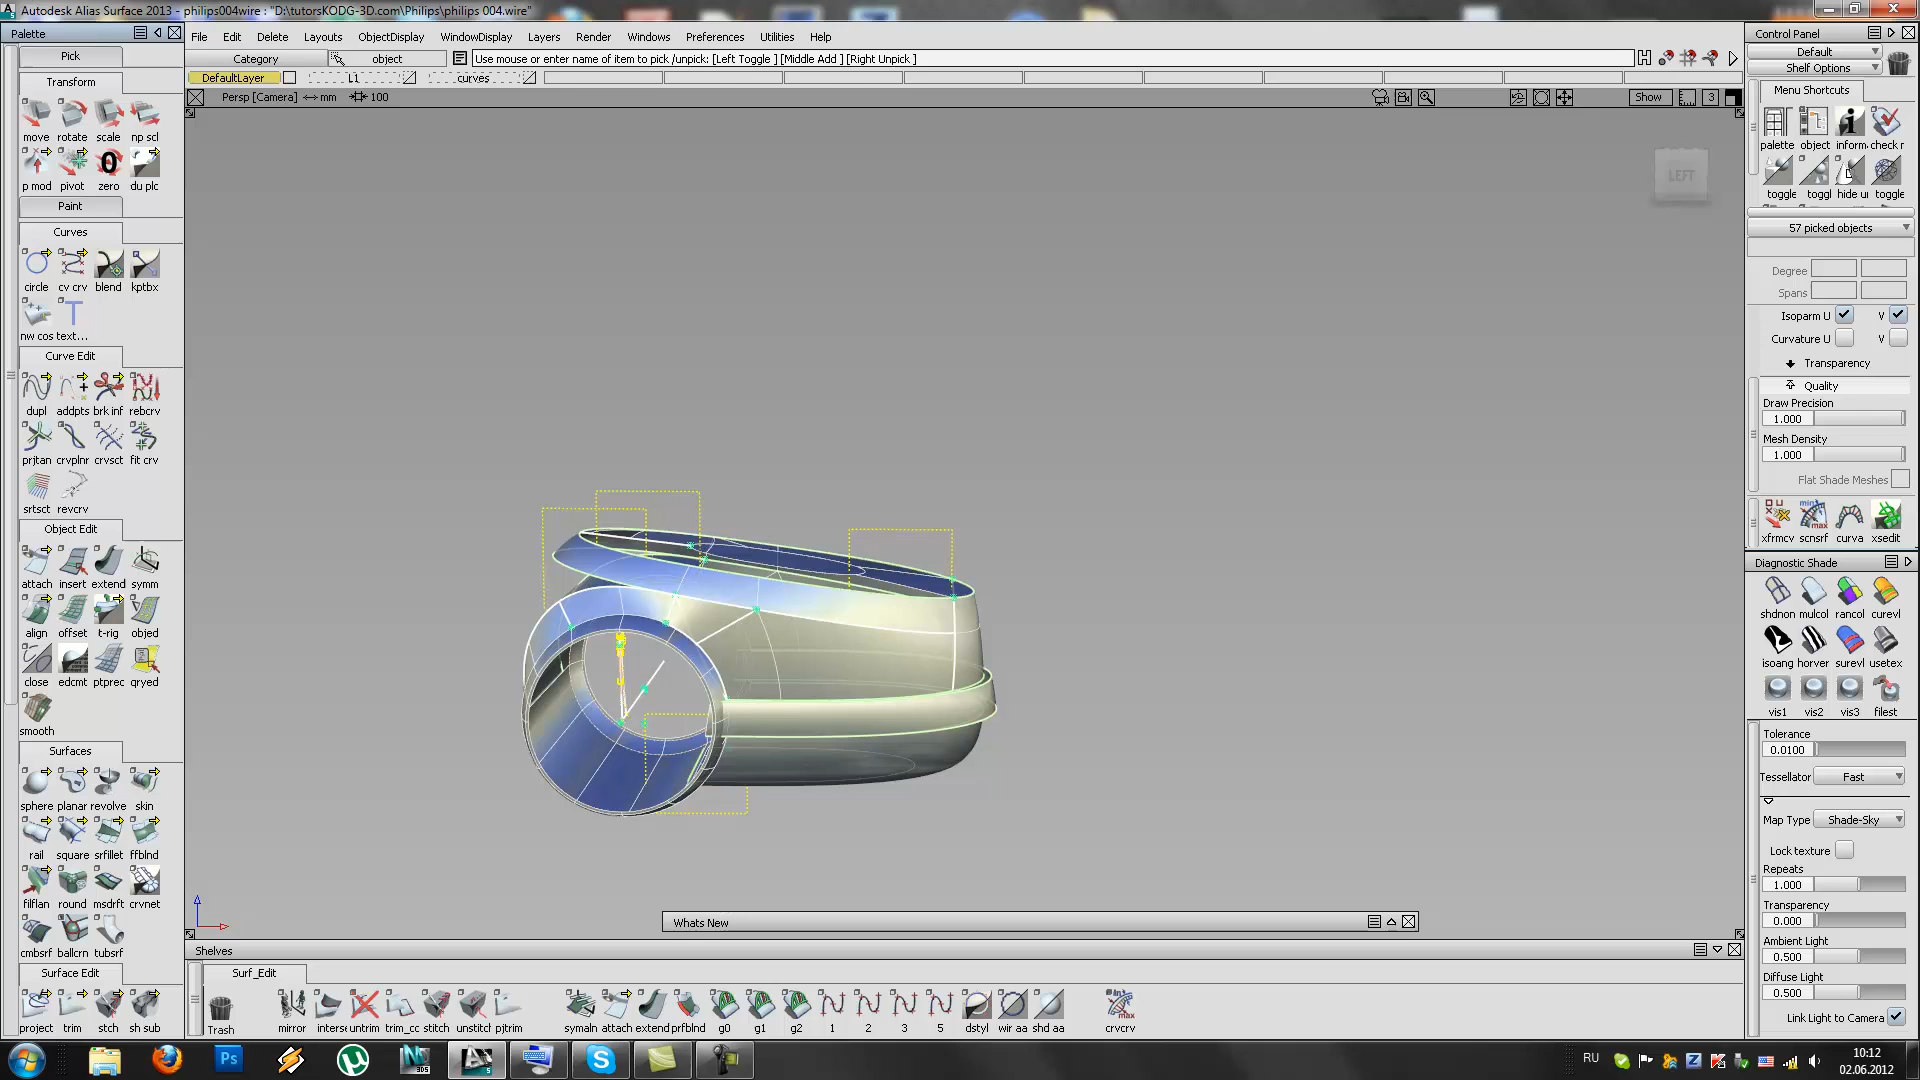 Autodesk Alias Surface 2013 - philips004wire : "D:\tutorsKODG-3D.com\Philips\philips 004.wire"
Palette
File Edit Delete Layouts ObjectDisplay WindowDisplay Layers Render Windows Preferences Utilities Help
Control Panel
Pick
Category object Use mouse or enter name of item to pick /unpick: [Left Toggle ] [Middle Add ] [Right Unpick ]
Default
Shelf Options
DefaultLayer L1 curves
Transform
Persp [Camera] <-> mm 100 Show 3
Menu Shortcuts
move rotate scale np scl
palette object inform. check r
p mod pivot zero du plc
toggle toggl hide u toggle
Paint
57 picked objects
Curves
LEFT
Degree
circle cv crv blend kptbx
Spans
Isoparm U V
nw cos text...
Curvature U V
Curve Edit
Transparency
Quality
dupl addpts brk inf rebcrv
Draw Precision
1.000
Mesh Density
prjtan crvplnr crvsct fit crv
1.000
Flat Shade Meshes
srtsct revcrv
Object Edit
xfrmcv scnsrf curva xsedit
attach insert extend symm
Diagnostic Shade
align offset t-rig objed
shdnon mulcol rancol curevl
close edcmt ptprec qryed
isoang horver surevl usetex
smooth
vis1 vis2 vis3 filest
Surfaces
Tolerance
0.0100
Tessellator Fast
sphere planar revolve skin
Map Type Shade-Sky
rail square srfillet ffblnd
Lock texture
Repeats
1.000
filflan round msdrft crvnet
Transparency
0.000
Whats New
Ambient Light
cmbsrf ballcrn tubsrf
0.500
Shelves
Surface Edit
Surf_Edit
Diffuse Light
0.500
project trim stch sh sub
Trash mirror interse untrim trim_cc stitch unstitcl pjtrim symaln attach extend prfblnd g0 g1 g2 1 2 3 5 dstyl wir aa shd aa crvcrv
Link Light to Camera
RU
10:12
02.06.2012